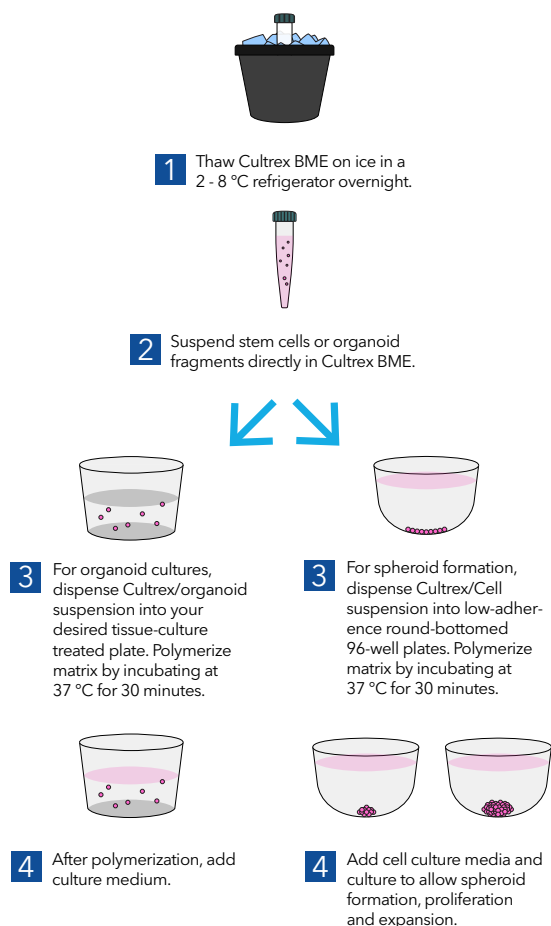 1
Thaw Cultrex BME on ice in a
2 - 8 ºC refrigerator overnight.
2
Suspend stem cells or organoid
fragments directly in Cultrex BME.
3
For organoid cultures,
dispense Cultrex/organoid
suspension into your
desired tissue-culture
treated plate. Polymerize
matrix by incubating at
37 ºC for 30 minutes.
3
For spheroid formation,
dispense Cultrex/Cell
suspension into low-adher-
ence round-bottomed
96-well plates. Polymerize
matrix by incubating at
37 ºC for 30 minutes.
4
After polymerization, add
culture medium.
4
Add cell culture media and
culture to allow spheroid
formation, proliferation
and expansion.